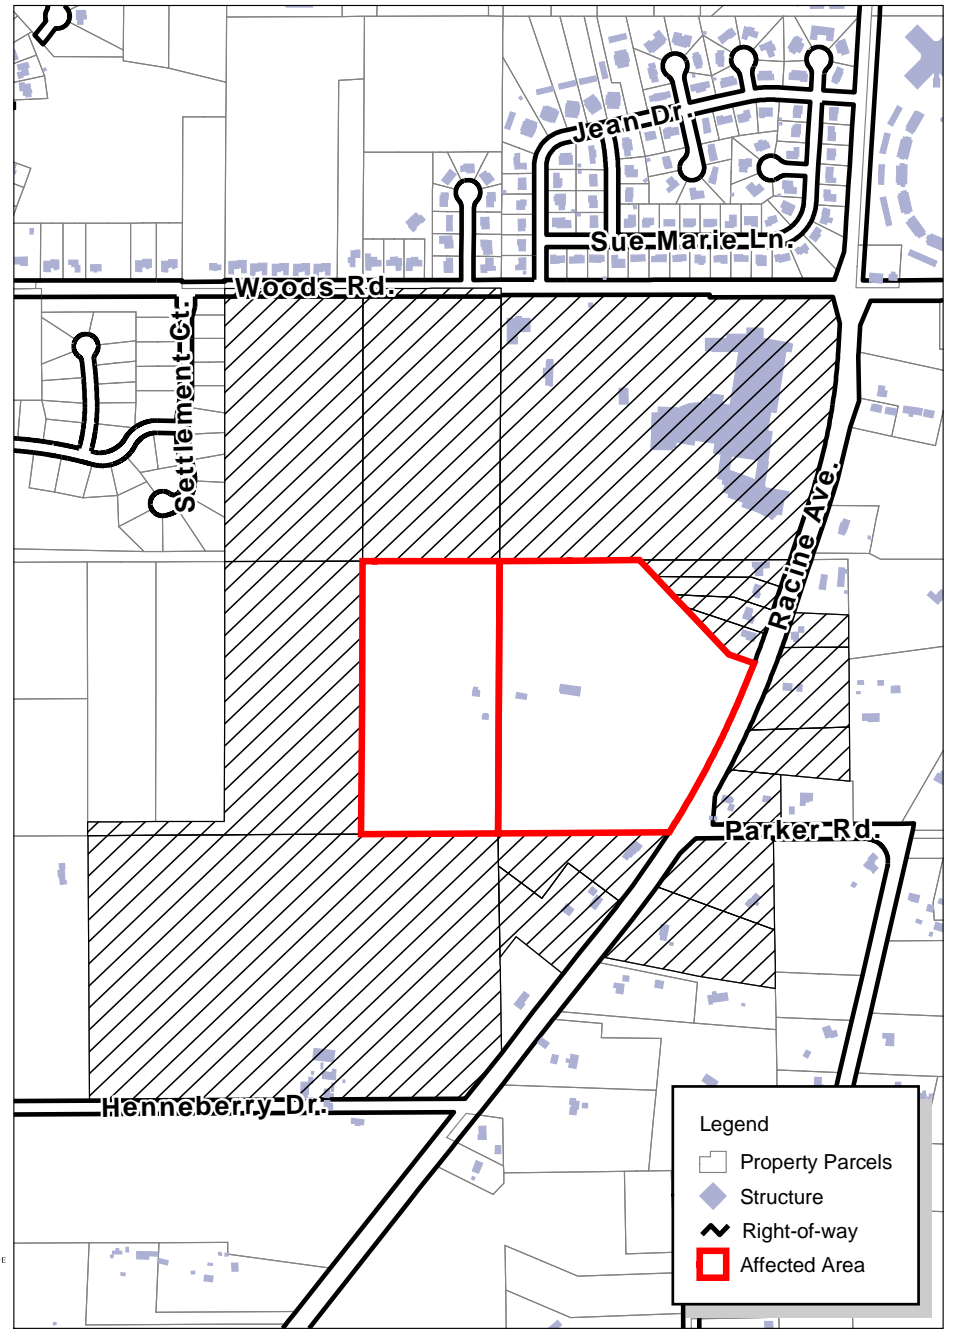 Jean Dr.
Sue Marie Ln.
Woods Rd.
Settlement Ct.
Racine Ave.
Parker Rd.
Henneberry Dr.
Legend
Property Parcels
Structure
Right-of-way
Affected Area
E